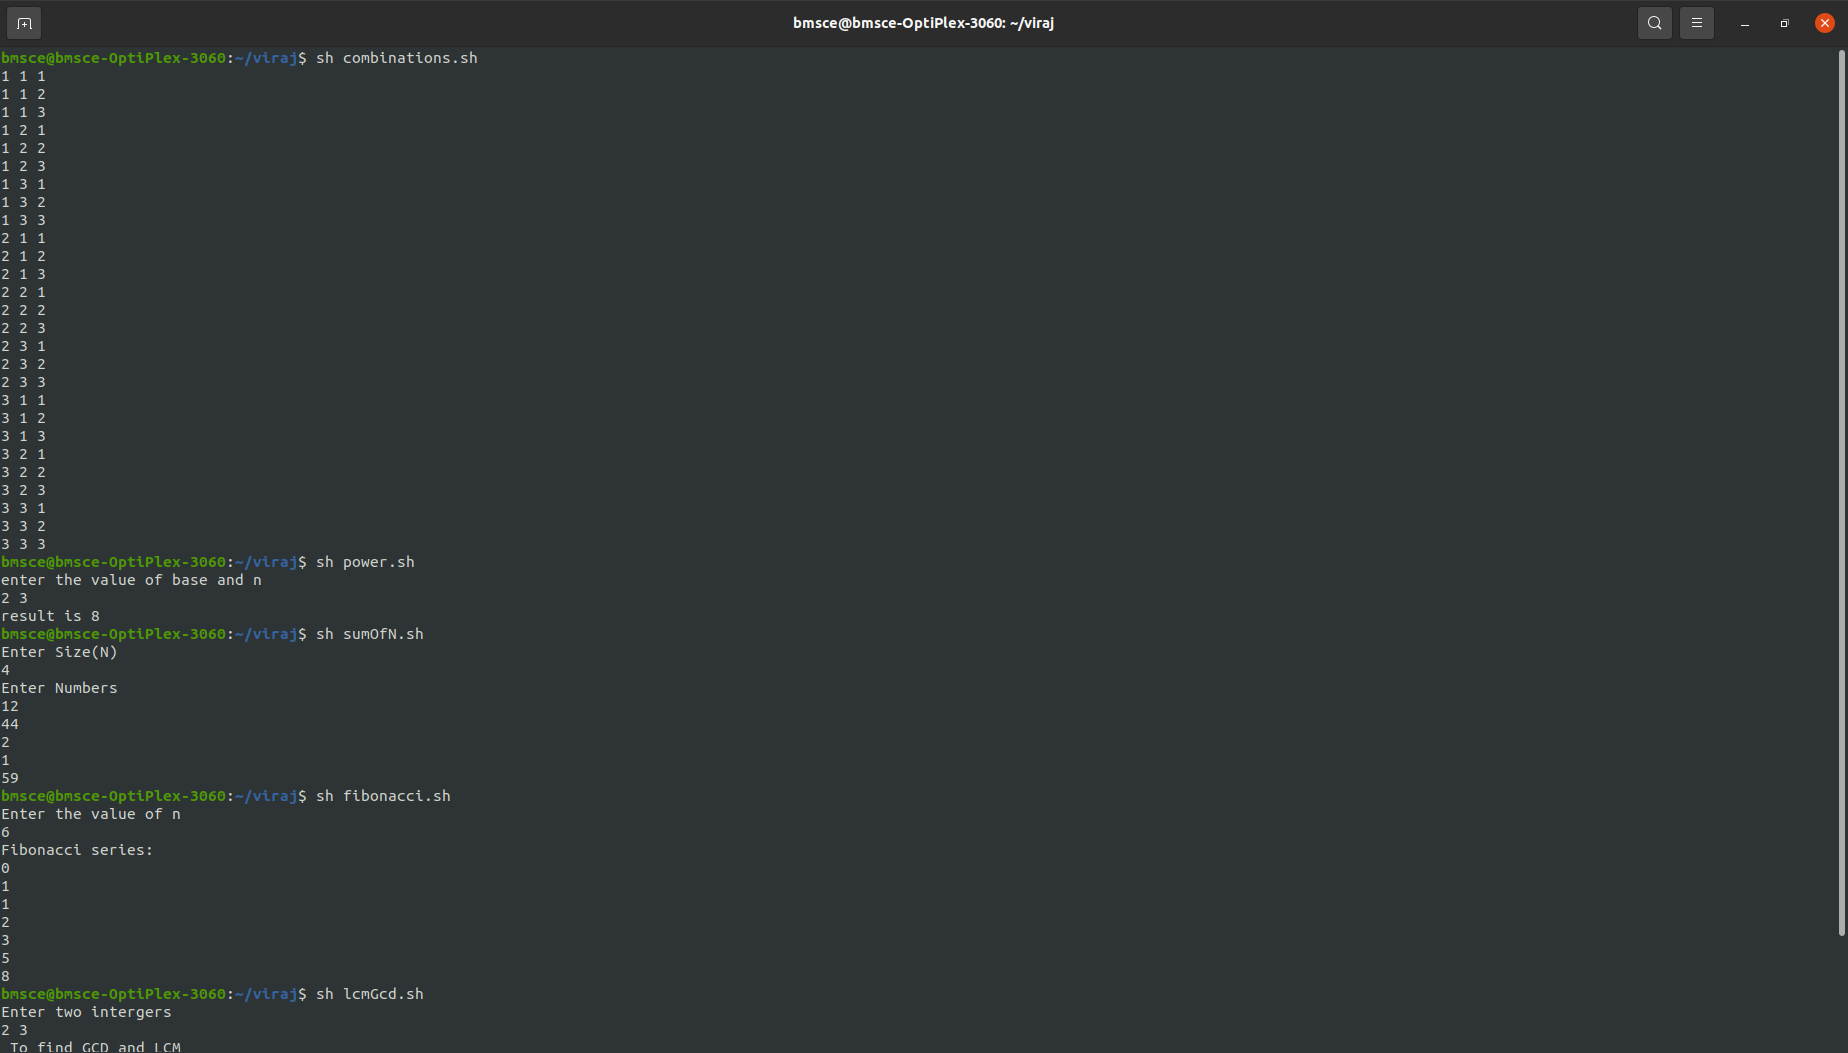 bmsce@bmsce-OptiPlex-3060: ~/viraj
bmsce@bmsce-OptiPlex-3060:~/viraj$ sh combinations.sh
1 1 1
1 1 2
1 1 3
1 2 1
1 2 2
1 2 3
1 3 1
1 3 2
1 3 3
2 1 1
2 1 2
2 1 3
2 2 1
2 2 2
2 2 3
2 3 1
2 3 2
2 3 3
3 1 1
3 1 2
3 1 3
3 2 1
3 2 2
3 2 3
3 3 1
3 3 2
3 3 3
bmsce@bmsce-OptiPlex-3060:~/viraj$ sh power.sh
enter the value of base and n
2 3
result is 8
bmsce@bmsce-OptiPlex-3060:~/viraj$ sh sumOfN.sh
Enter Size(N)
4
Enter Numbers
12
44
2
1
59
bmsce@bmsce-OptiPlex-3060:~/viraj$ sh fibonacci.sh
Enter the value of n
6
Fibonacci series:
0
1
1
2
3
5
8
bmsce@bmsce-OptiPlex-3060:~/viraj$ sh lcmGcd.sh
Enter two intergers
2 3
 To find GCD and LCM